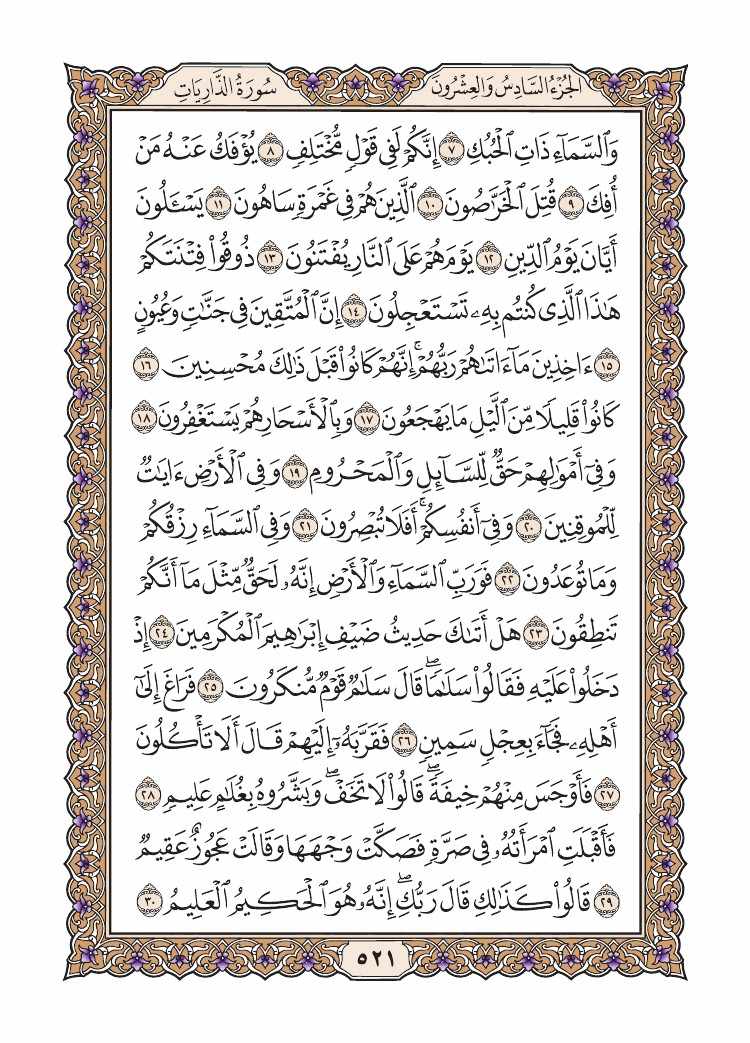 سُورَةُ الذَّارِيَاتِ
الجُزْءُ السَّادِسُ وَالعِشْرُونَ
وَٱلسَّمَآءِ ذَاتِ ٱلْحُبُكِ ٧ إِنَّكُمْ لَفِى قَوْلٍ مُّخْتَلِفٍ ٨ يُؤْفَكُ عَنْهُ مَنْ
أُفِكَ ٩ قُتِلَ ٱلْخَرَّٰصُونَ ١٠ ٱلَّذِينَ هُمْ فِى غَمْرَةٍ سَاهُونَ ١١ يَسْـَٔلُونَ
أَيَّانَ يَوْمُ ٱلدِّينِ ١٢ يَوْمَ هُمْ عَلَى ٱلنَّارِ يُفْتَنُونَ ١٣ ذُوقُوا۟ فِتْنَتَكُمْ
هَٰذَا ٱلَّذِى كُنتُم بِهِۦ تَسْتَعْجِلُونَ ١٤ إِنَّ ٱلْمُتَّقِينَ فِى جَنَّٰتٍ وَعُيُونٍ
١٥ ءَاخِذِينَ مَآ ءَاتَىٰهُمْ رَبُّهُمْ ۚ إِنَّهُمْ كَانُوا۟ قَبْلَ ذَٰلِكَ مُحْسِنِينَ ١٦
كَانُوا۟ قَلِيلًا مِّنَ ٱلَّيْلِ مَا يَهْجَعُونَ ١٧ وَبِٱلْأَسْحَارِ هُمْ يَسْتَغْفِرُونَ ١٨
وَفِىٓ أَمْوَٰلِهِمْ حَقٌّ لِّلسَّآئِلِ وَٱلْمَحْرُومِ ١٩ وَفِى ٱلْأَرْضِ ءَايَٰتٌ
لِّلْمُوقِنِينَ ٢٠ وَفِىٓ أَنفُسِكُمْ ۚ أَفَلَا تُبْصِرُونَ ٢١ وَفِى ٱلسَّمَآءِ رِزْقُكُمْ
وَمَا تُوعَدُونَ ٢٢ فَوَرَبِّ ٱلسَّمَآءِ وَٱلْأَرْضِ إِنَّهُۥ لَحَقٌّ مِّثْلَ مَآ أَنَّكُمْ
تَنطِقُونَ ٢٣ هَلْ أَتَىٰكَ حَدِيثُ ضَيْفِ إِبْرَٰهِيمَ ٱلْمُكْرَمِينَ ٢٤ إِذْ
دَخَلُوا۟ عَلَيْهِ فَقَالُوا۟ سَلَٰمًا ۖ قَالَ سَلَٰمٌ قَوْمٌ مُّنكَرُونَ ٢٥ فَرَاغَ إِلَىٰٓ
أَهْلِهِۦ فَجَآءَ بِعِجْلٍ سَمِينٍ ٢٦ فَقَرَّبَهُۥٓ إِلَيْهِمْ قَالَ أَلَا تَأْكُلُونَ
٢٧ فَأَوْجَسَ مِنْهُمْ خِيفَةً ۖ قَالُوا۟ لَا تَخَفْ ۖ وَبَشَّرُوهُ بِغُلَٰمٍ عَلِيمٍ ٢٨
فَأَقْبَلَتِ ٱمْرَأَتُهُۥ فِى صَرَّةٍ فَصَكَّتْ وَجْهَهَا وَقَالَتْ عَجُوزٌ عَقِيمٌ
٢٩ قَالُوا۟ كَذَٰلِكِ قَالَ رَبُّكِ ۖ إِنَّهُۥ هُوَ ٱلْحَكِيمُ ٱلْعَلِيمُ ٣٠
٥٢١